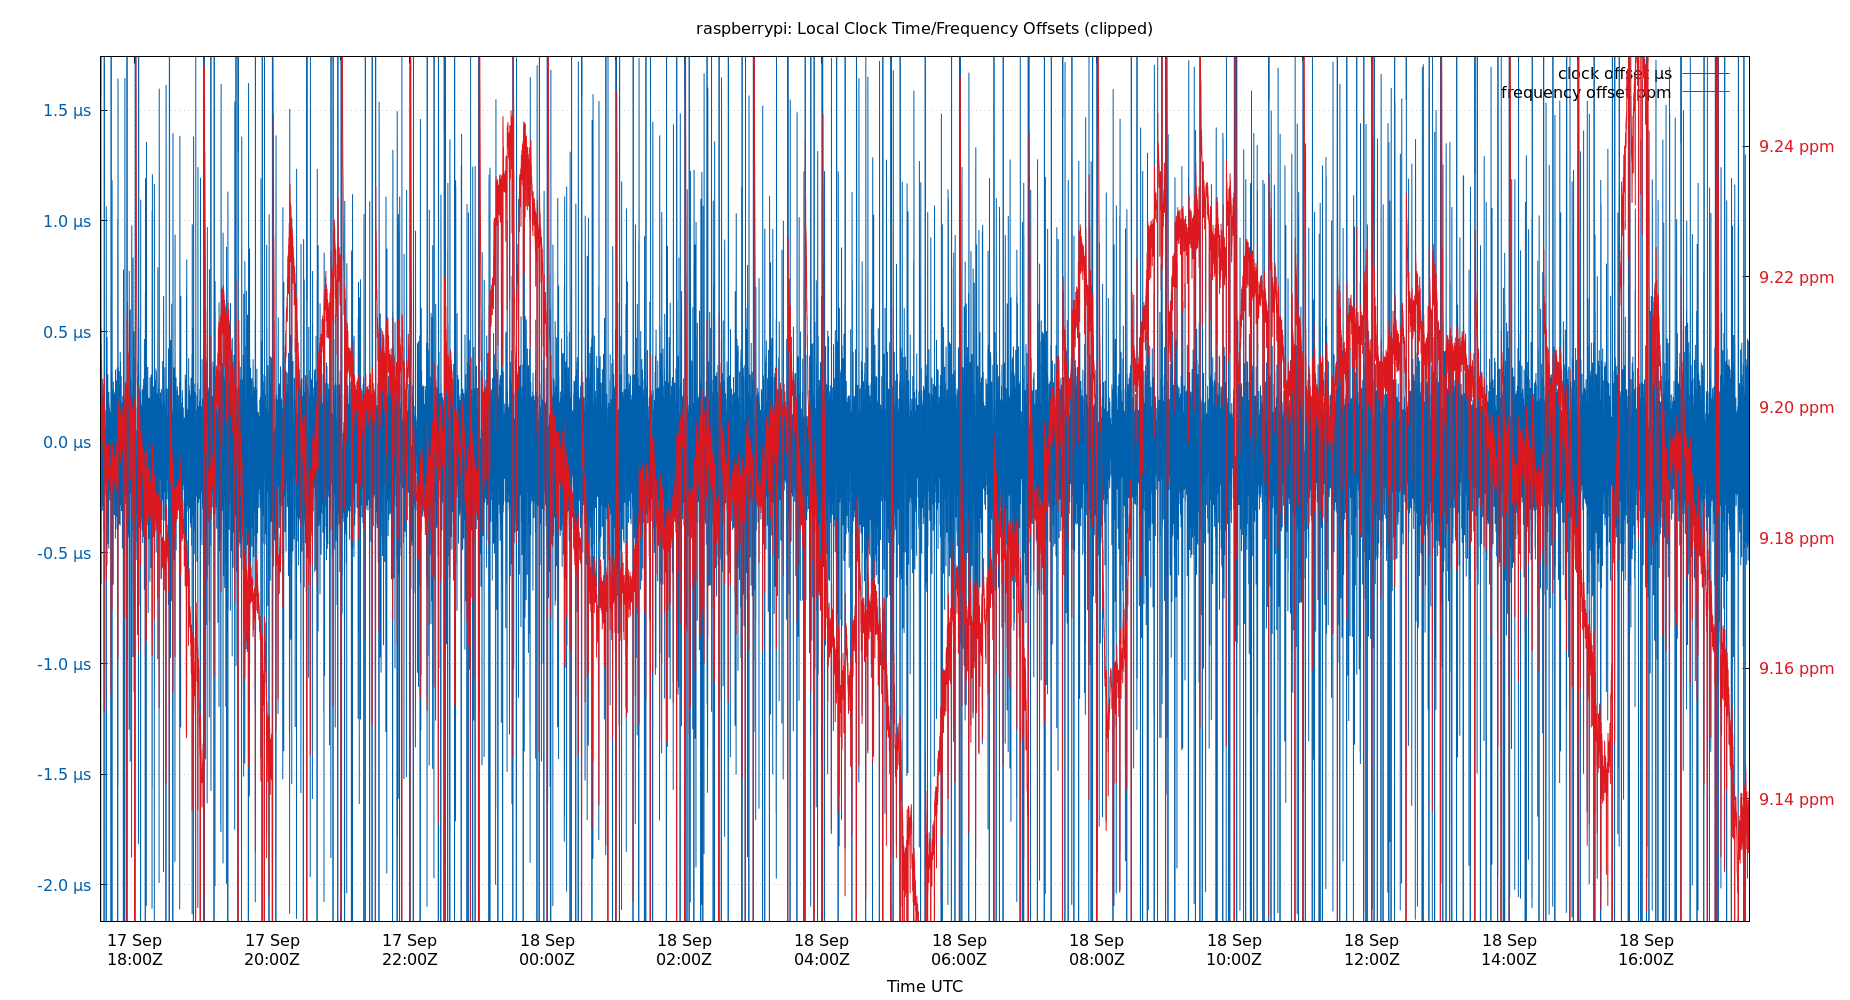 raspberrypi: Local Clock Time/Frequency Offsets (clipped)
clock offset µs
frequency offset ppm
1.5 µs
1.0 µs
0.5 µs
0.0 µs
-0.5 µs
-1.0 µs
-1.5 µs
-2.0 µs
9.24 ppm
9.22 ppm
9.20 ppm
9.18 ppm
9.16 ppm
9.14 ppm
17 Sep
18:00Z
17 Sep
20:00Z
17 Sep
22:00Z
18 Sep
00:00Z
18 Sep
02:00Z
18 Sep
04:00Z
18 Sep
06:00Z
18 Sep
08:00Z
18 Sep
10:00Z
18 Sep
12:00Z
18 Sep
14:00Z
18 Sep
16:00Z
Time UTC